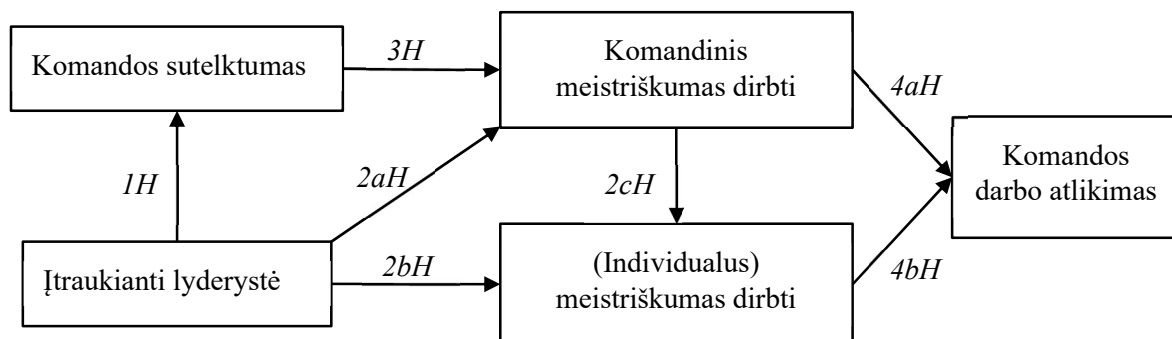 Komandos sutelktumas
3H
Komandinis
meistriškumas dirbti
4aH
Komandos
darbo atlikimas
1H
2aH
2cH
Įtraukianti lyderystė
2bH
(Individualus)
meistriškumas dirbti
4bH